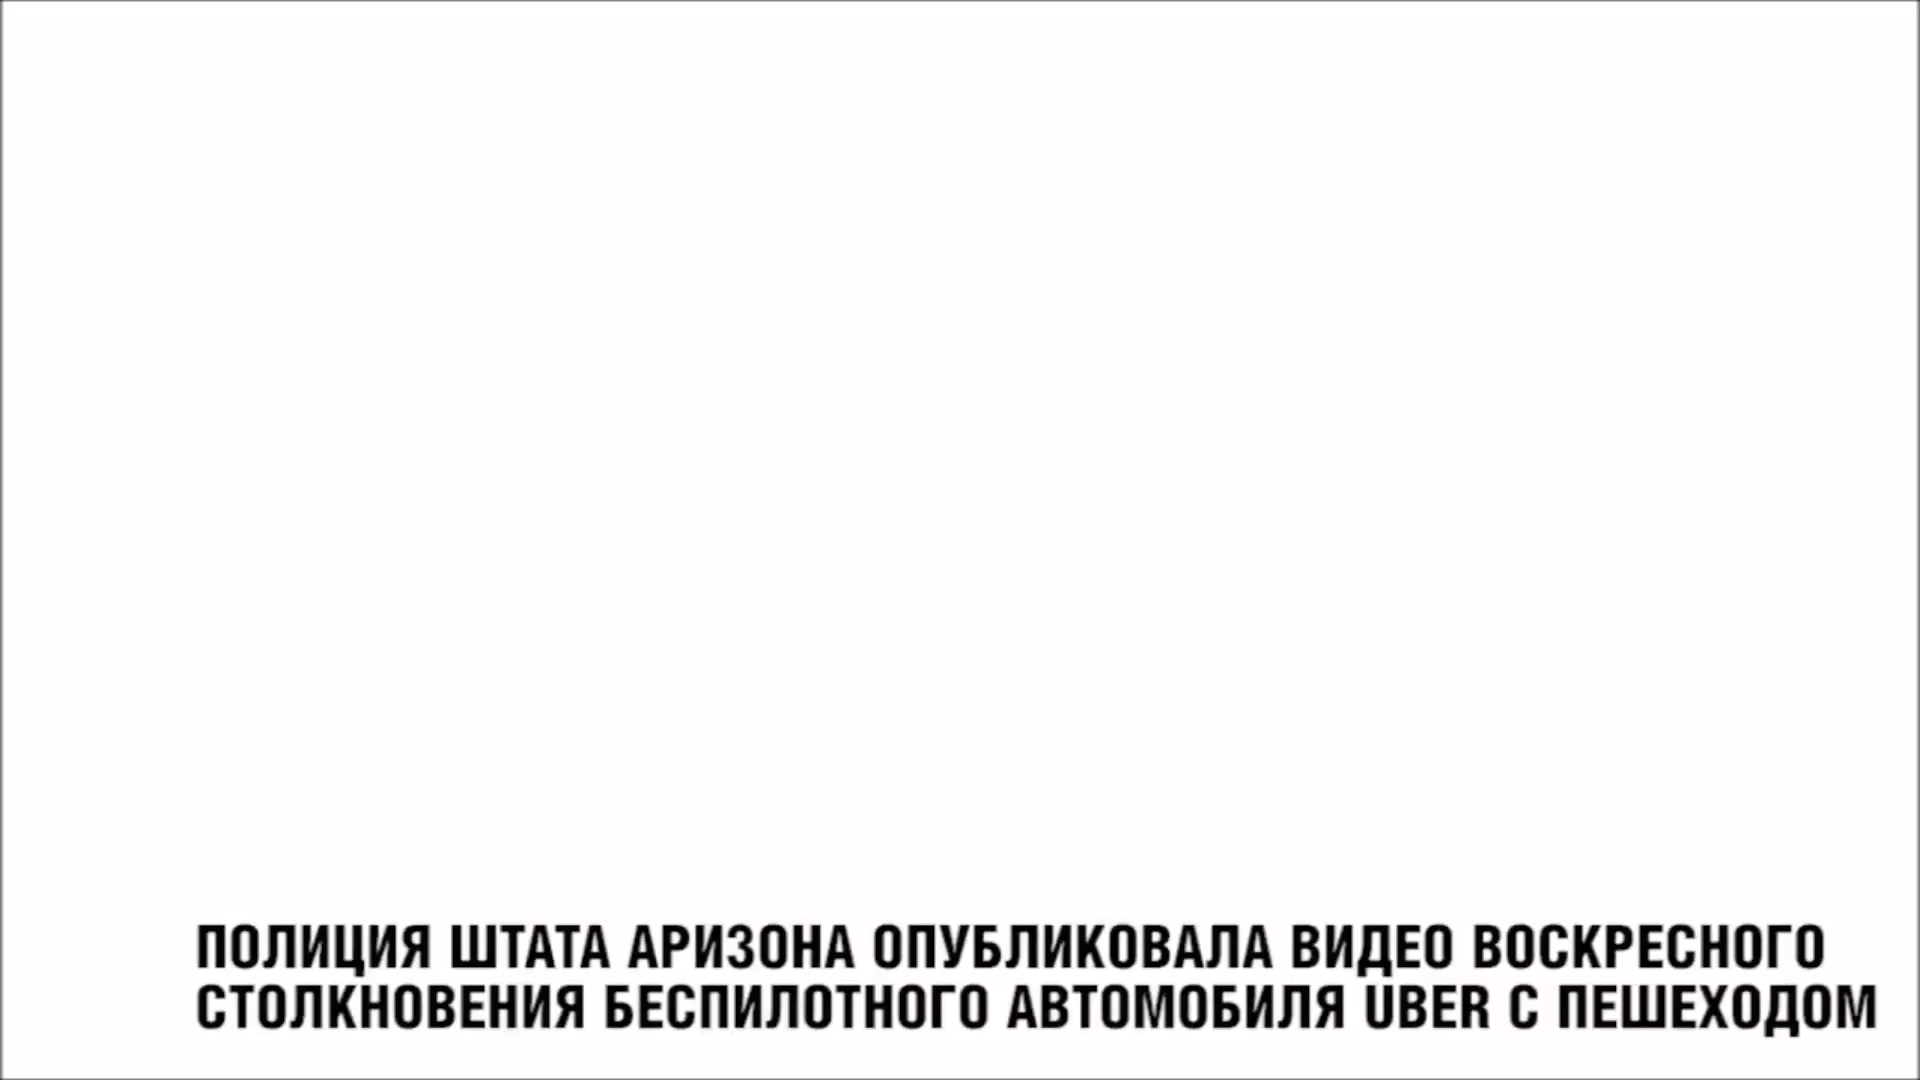 ПОЛИЦИЯ ШТАТА АРИЗОНА ОПУБЛИКОВАЛА ВИДЕО ВОСКРЕСНОГО
СТОЛКНОВЕНИЯ БЕСПИЛОТНОГО АВТОМОБИЛЯ UBER С ПЕШЕХОДОМ